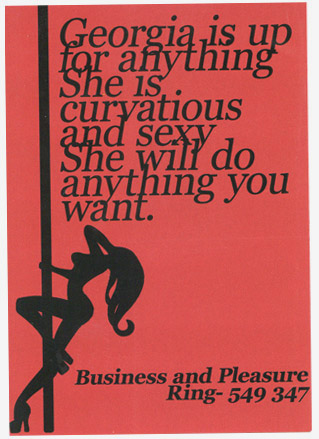 Georgia is up
for anything
She is
curvatious
and sexy
She will do
anything you
want.
Business and Pleasure
Ring- 549 347